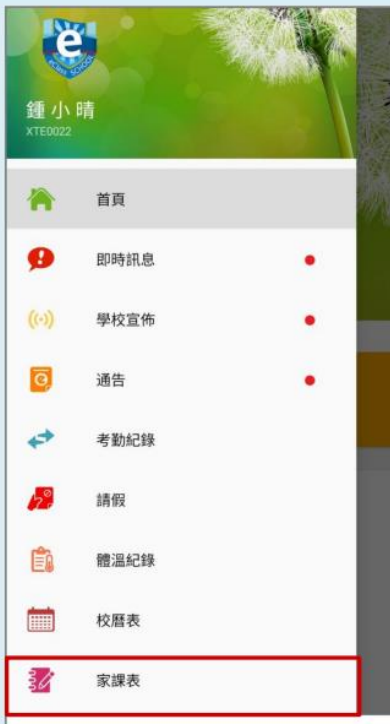 e
鍾小晴
XTE0022
首頁
即時訊息
學校宣佈
通告
考勤紀錄
請假
體溫紀錄
校曆表
家課表